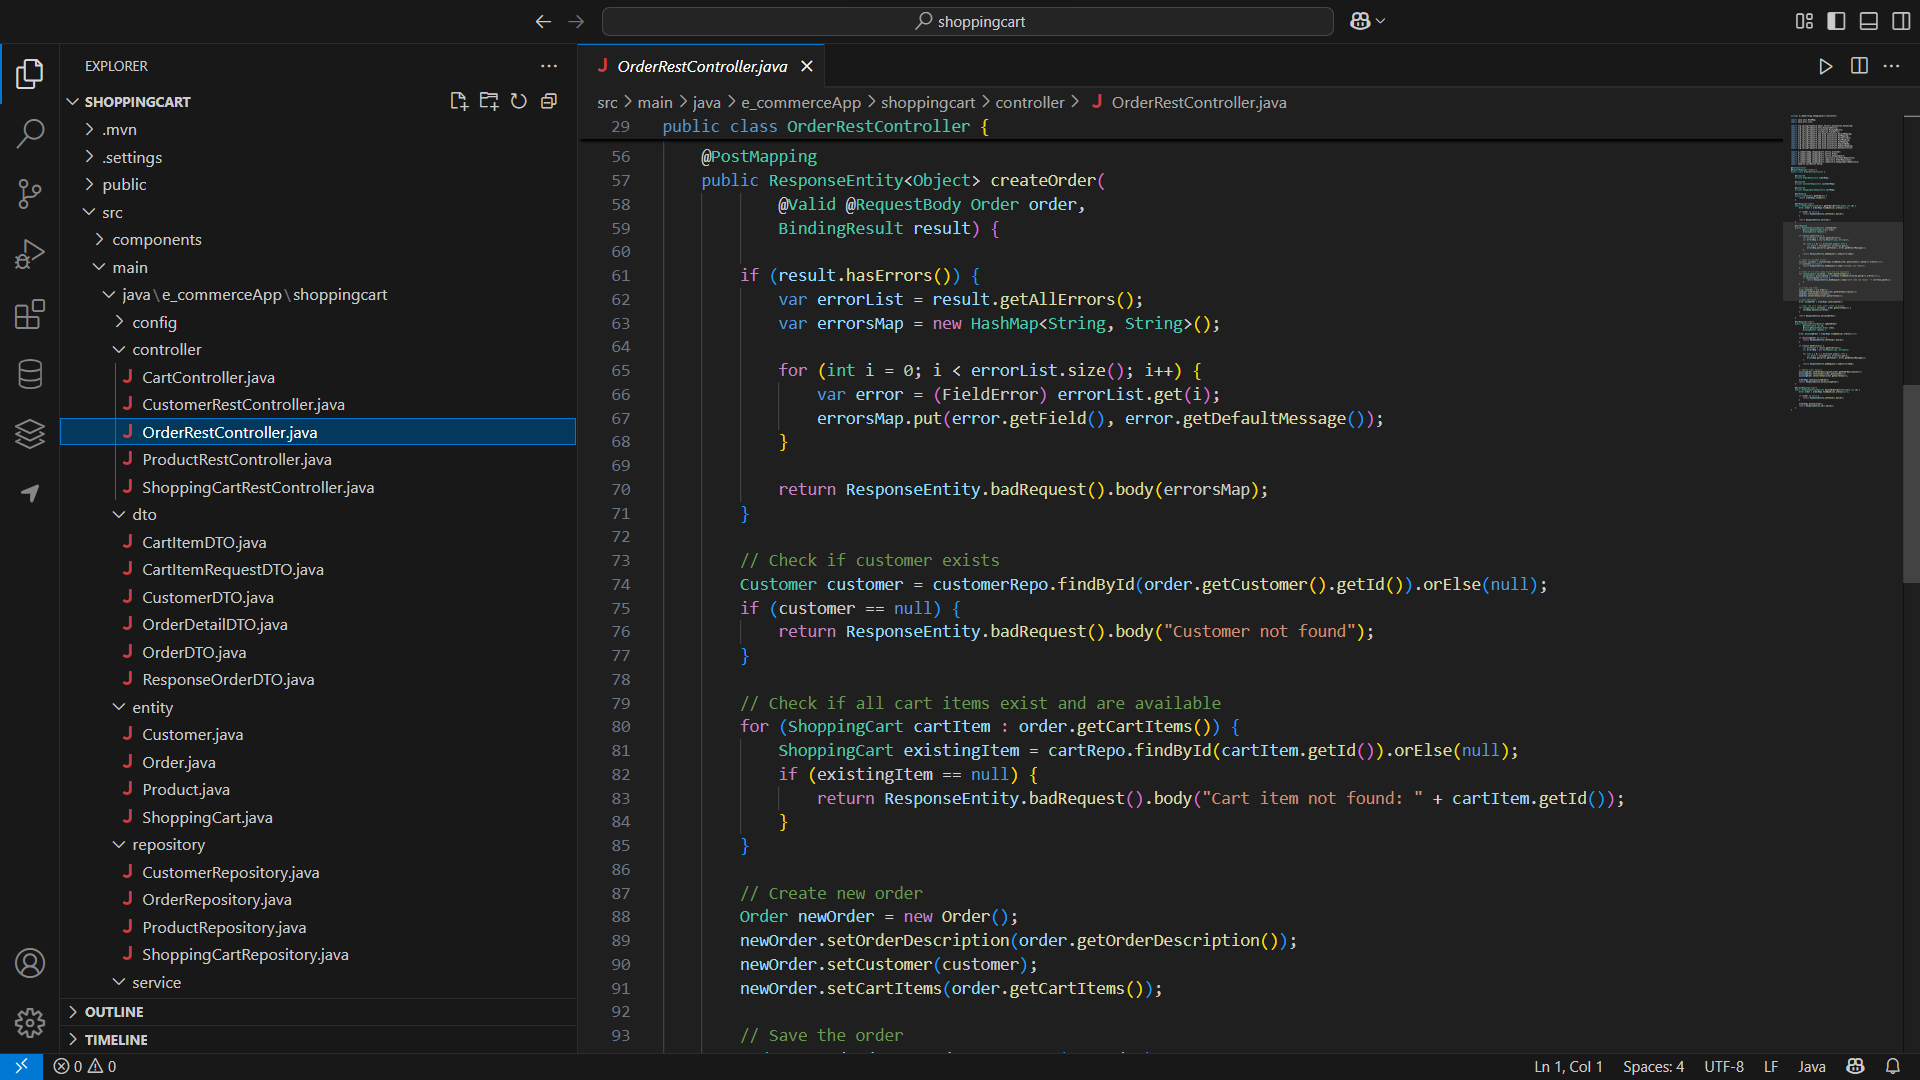 shoppingcart
EXPLORER
SHOPPINGCART
.mvn
.settings
public
src
components
main
java\e_commerceApp\shoppingcart
config
controller
J CartController.java
J CustomerRestController.java
J OrderRestController.java
J ProductRestController.java
J ShoppingCartRestController.java
dto
J CartItemDTO.java
J CartItemRequestDTO.java
J CustomerDTO.java
J OrderDetailDTO.java
J OrderDTO.java
J ResponseOrderDTO.java
entity
J Customer.java
J Order.java
J Product.java
J ShoppingCart.java
repository
J CustomerRepository.java
J OrderRepository.java
J ProductRepository.java
J ShoppingCartRepository.java
service
OUTLINE
TIMELINE
J OrderRestController.java
src > main > java > e_commerceApp > shoppingcart > controller > J OrderRestController.java
29 public class OrderRestController {
56 @PostMapping
57 public ResponseEntity<Object> createOrder(
58 @Valid @RequestBody Order order,
59 BindingResult result) {
60
61 if (result.hasErrors()) {
62 var errorList = result.getAllErrors();
63 var errorsMap = new HashMap<String, String>();
64
65 for (int i = 0; i < errorList.size(); i++) {
66 var error = (FieldError) errorList.get(i);
67 errorsMap.put(error.getField(), error.getDefaultMessage());
68 }
69
70 return ResponseEntity.badRequest().body(errorsMap);
71 }
72
73 // Check if customer exists
74 Customer customer = customerRepo.findById(order.getCustomer().getId()).orElse(null);
75 if (customer == null) {
76 return ResponseEntity.badRequest().body("Customer not found");
77 }
78
79 // Check if all cart items exist and are available
80 for (ShoppingCart cartItem : order.getCartItems()) {
81 ShoppingCart existingItem = cartRepo.findById(cartItem.getId()).orElse(null);
82 if (existingItem == null) {
83 return ResponseEntity.badRequest().body("Cart item not found: " + cartItem.getId());
84 }
85 }
86
87 // Create new order
88 Order newOrder = new Order();
89 newOrder.setOrderDescription(order.getOrderDescription());
90 newOrder.setCustomer(customer);
91 newOrder.setCartItems(order.getCartItems());
92
93 // Save the order
0 0
Ln 1, Col 1 Spaces: 4 UTF-8 LF Java